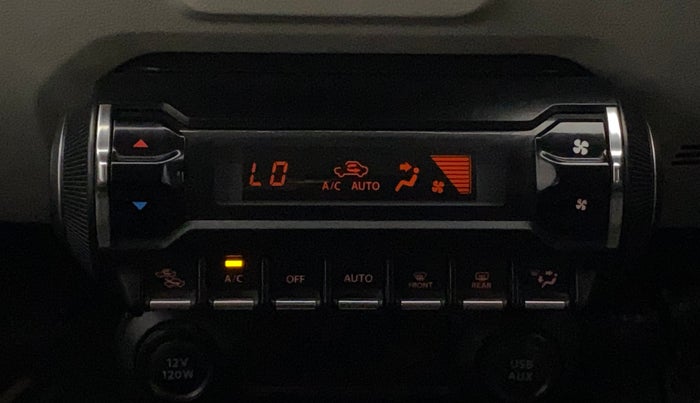 LO
A/C AUTO
A/C
OFF
AUTO
FRONT
REAR
12V
120W
USB
AUX